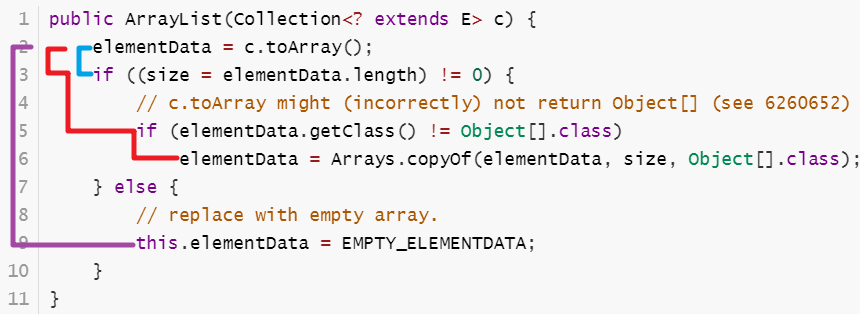 1 public ArrayList(Collection<? extends E> c) {
2 elementData = c.toArray();
3 if ((size = elementData.length) != 0) {
4 // c.toArray might (incorrectly) not return Object[] (see 6260652)
5 if (elementData.getClass() != Object[].class)
6 elementData = Arrays.copyOf(elementData, size, Object[].class);
7 } else {
8 // replace with empty array.
9 this.elementData = EMPTY_ELEMENTDATA;
10 }
11 }